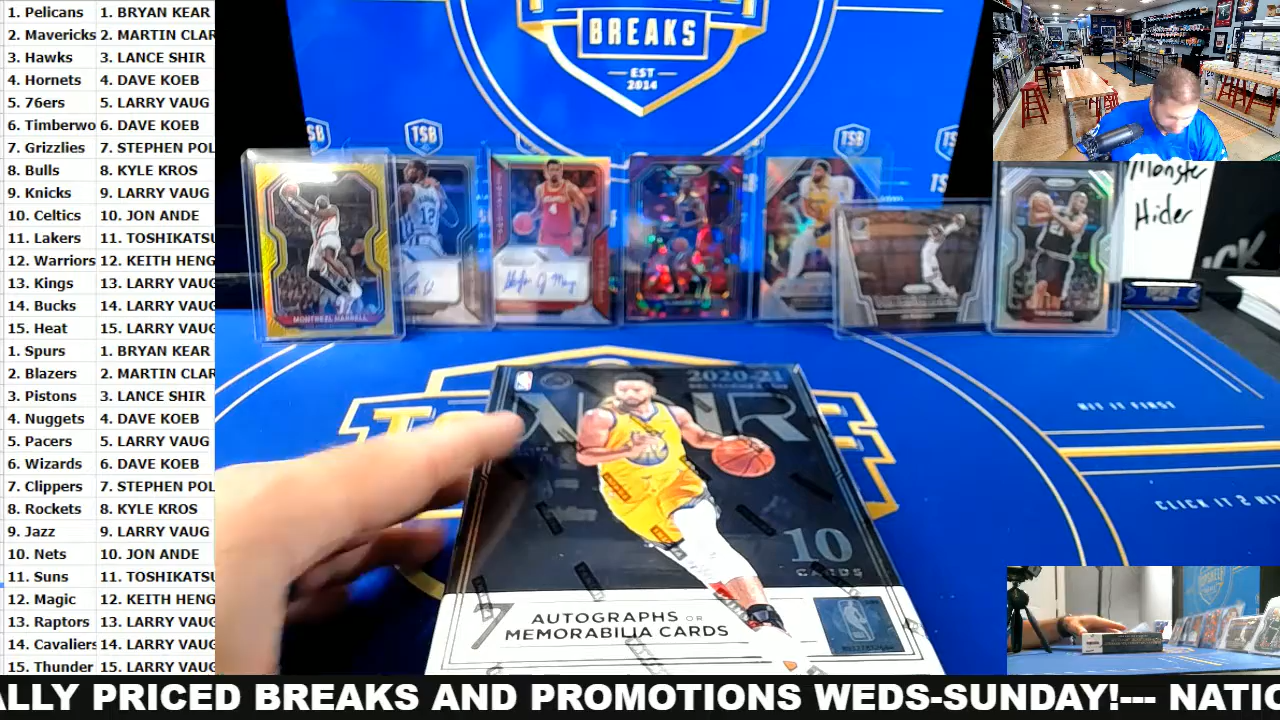 1. Pelicans 1. BRYAN KEAR
2. Mavericks 2. MARTIN CLAR
3. Hawks 3. LANCE SHIR
4. Hornets 4. DAVE KOEB
5. 76ers 5. LARRY VAUG
6. Timberwo 6. DAVE KOEB
7. Grizzlies 7. STEPHEN POL
8. Bulls 8. KYLE KROS
9. Knicks 9. LARRY VAUG
10. Celtics 10. JON ANDE
11. Lakers 11. TOSHIKATSU
12. Warriors 12. KEITH HENG
13. Kings 13. LARRY VAUG
14. Bucks 14. LARRY VAUG
15. Heat 15. LARRY VAUG
1. Spurs 1. BRYAN KEAR
2. Blazers 2. MARTIN CLAR
3. Pistons 3. LANCE SHIR
4. Nuggets 4. DAVE KOEB
5. Pacers 5. LARRY VAUG
6. Wizards 6. DAVE KOEB
7. Clippers 7. STEPHEN POL
8. Rockets 8. KYLE KROS
9. Jazz 9. LARRY VAUG
10. Nets 10. JON ANDE
11. Suns 11. TOSHIKATSU
12. Magic 12. KEITH HENG
13. Raptors 13. LARRY VAUG
14. Cavaliers 14. LARRY VAUG
15. Thunder 15. LARRY VAUG
BREAKS
EST
2014
TSB
TSB
Monster
Hider
MONTREZL HARRELL
2020-21
10
CARDS
7 AUTOGRAPHS OR
MEMORABILIA CARDS
HIT IT FIRST
CLICK IT 2 HIT
ALLY PRICED BREAKS AND PROMOTIONS WEDS-SUNDAY!--- NATIO